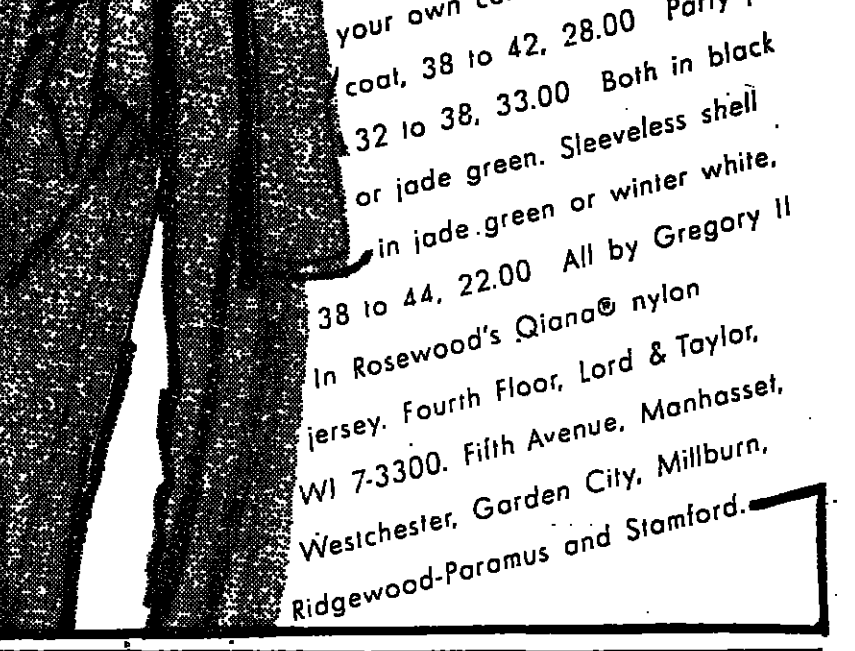 your own
coat, 38 to 42, 28.00 Party
32 to 38, 33.00 Both in black
or jade green. Sleeveless shell
in jade green or winter white,
38 to 44, 22.00 All by Gregory II
In Rosewood's Qiana® nylon
jersey. Fourth Floor, Lord & Taylor,
WI 7-3300. Fifth Avenue, Manhasset,
Westchester, Garden City, Millburn,
Ridgewood-Paramus and Stamford.